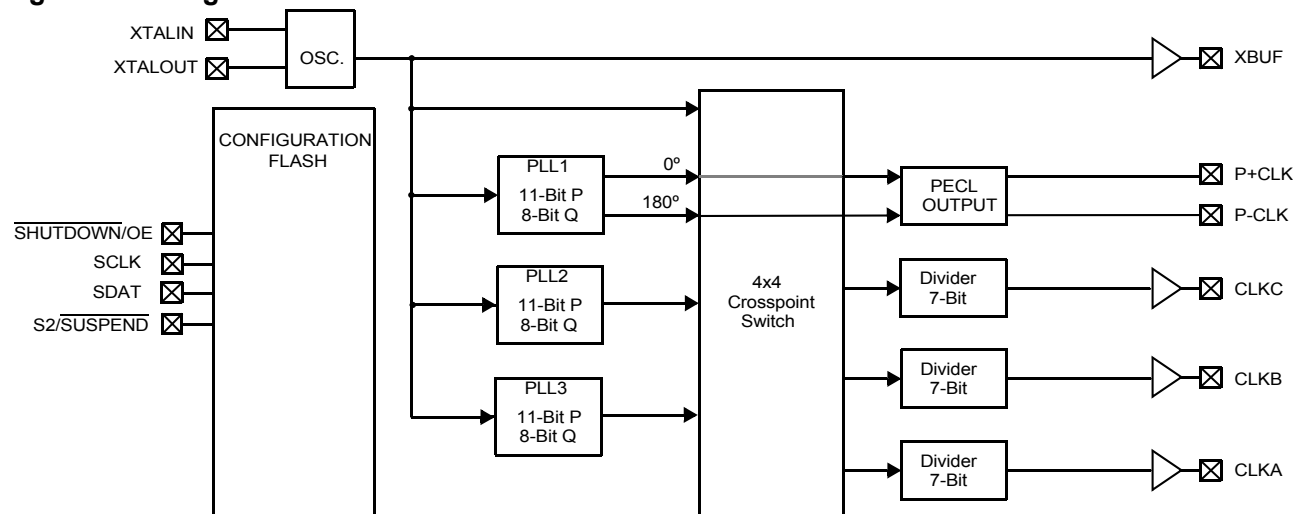 XTALIN
XTALOUT
OSC.
XBUF
CONFIGURATION
FLASH
SHUTDOWN/OE
SCLK
SDAT
S2/SUSPEND
PLL1
11-Bit P
8-Bit Q
0º
180º
PLL2
11-Bit P
8-Bit Q
PLL3
11-Bit P
8-Bit Q
4x4
Crosspoint
Switch
PECL
OUTPUT
P+CLK
P-CLK
Divider
7-Bit
CLKC
Divider
7-Bit
CLKB
Divider
7-Bit
CLKA